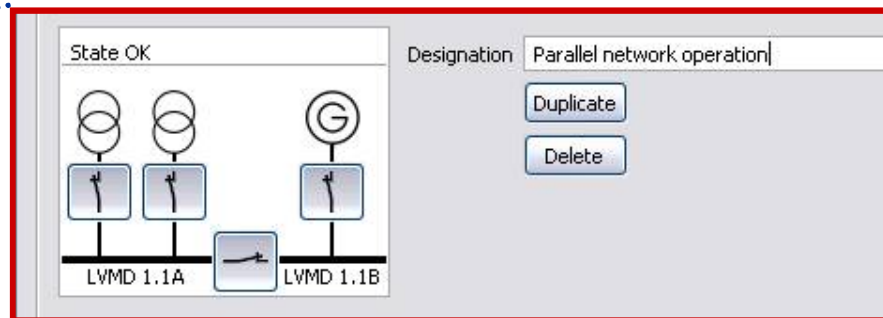 State OK
Designation Parallel network operation
G
Duplicate
Delete
LVMD 1.1A LVMD 1.1B